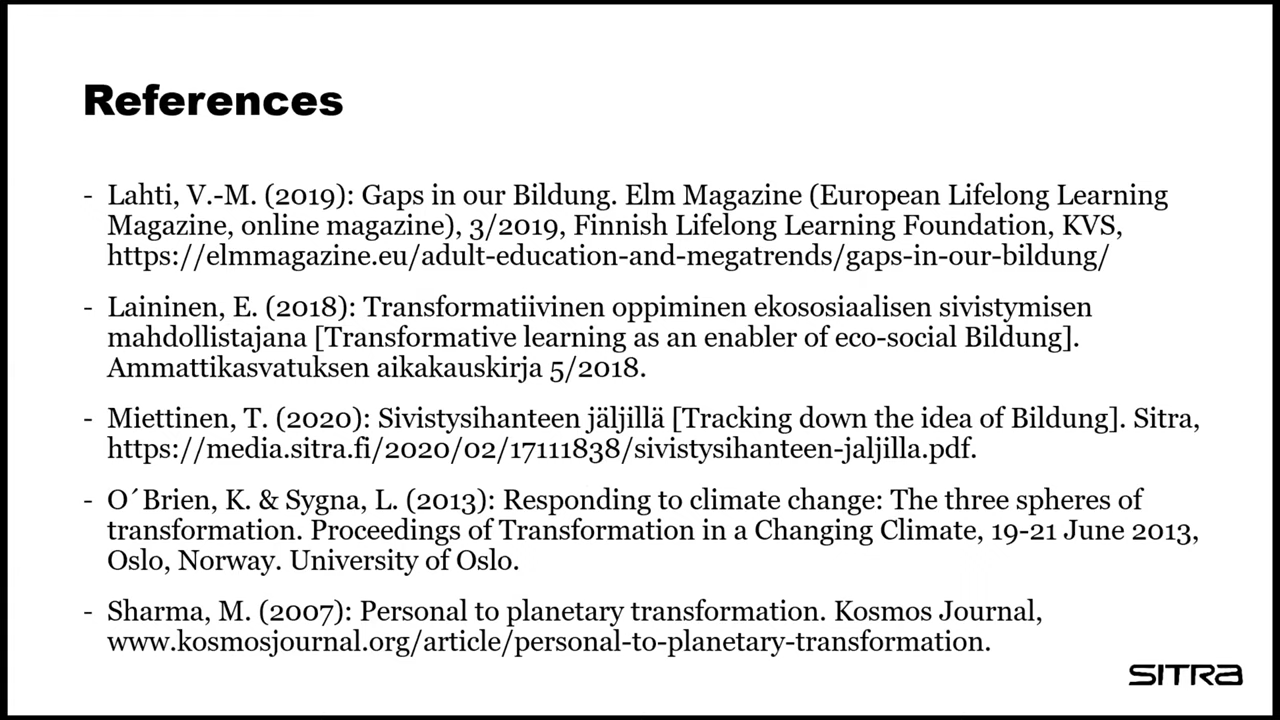 References
- Lahti, V.-M. (2019): Gaps in our Bildung. Elm Magazine (European Lifelong Learning
Magazine, online magazine), 3/2019, Finnish Lifelong Learning Foundation, KVS,
https://elmmagazine.eu/adult-education-and-megatrends/gaps-in-our-bildung/
- Laininen, E. (2018): Transformatiivinen oppiminen ekososiaalisen sivistymisen
mahdollistajana [Transformative learning as an enabler of eco-social Bildung].
Ammattikasvatuksen aikakauskirja 5/2018.
- Miettinen, T. (2020): Sivistysihanteen jäljillä [Tracking down the idea of Bildung]. Sitra,
https://media.sitra.fi/2020/02/17111838/sivistysihanteen-jaljilla.pdf.
- O´Brien, K. & Sygna, L. (2013): Responding to climate change: The three spheres of
transformation. Proceedings of Transformation in a Changing Climate, 19-21 June 2013,
Oslo, Norway. University of Oslo.
- Sharma, M. (2007): Personal to planetary transformation. Kosmos Journal,
www.kosmosjournal.org/article/personal-to-planetary-transformation.
SITRA